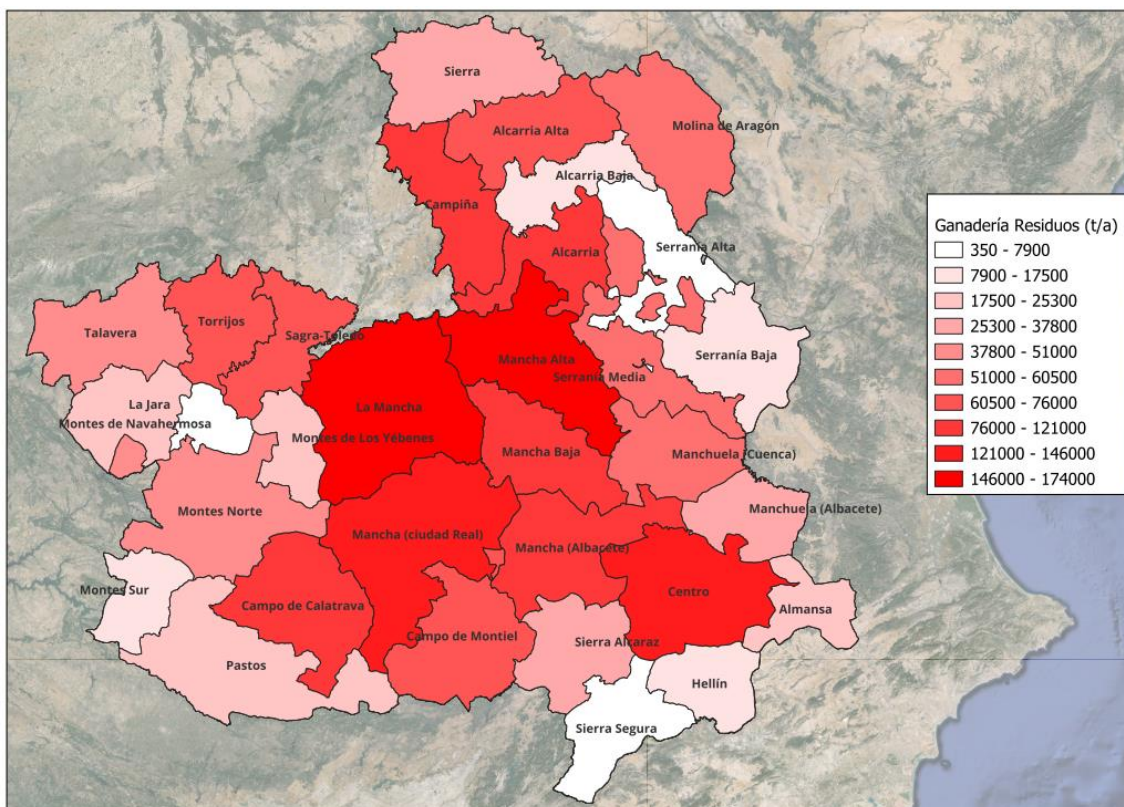 Sierra
Alcarria Alta
Molina de Aragón
Alcarria Baja
Campiña
Serranía Alta
Alcarria
Talavera
Torrijos
Sagra-Toledo
Mancha Alta
Serranía Baja
Serranía Media
La Jara
La Mancha
Montes de Navahermosa
Montes de Los Yébenes
Mancha Baja
Manchuela (Cuenca)
Montes Norte
Manchuela (Albacete)
Mancha (ciudad Real)
Mancha (Albacete)
Montes Sur
Campo de Calatrava
Centro
Almansa
Campo de Montiel
Sierra Alcaraz
Pastos
Hellín
Sierra Segura
Ganadería Residuos (t/a)
350 - 7900
7900 - 17500
17500 - 25300
25300 - 37800
37800 - 51000
51000 - 60500
60500 - 76000
76000 - 121000
121000 - 146000
146000 - 174000